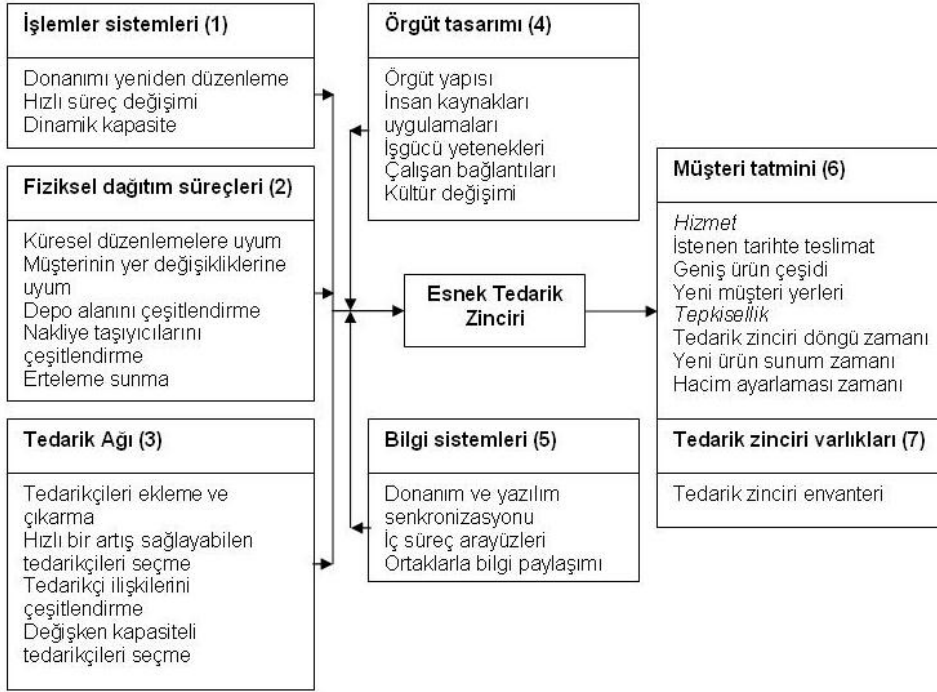 İşlemler sistemleri (1)
Donanımı yeniden düzenleme
Hızlı süreç değişimi
Dinamik kapasite
Fiziksel dağıtım süreçleri (2)
Küresel düzenlemelere uyum
Müşterinin yer değişikliklerine
uyum
Depo alanını çeşitlendirme
Nakliye taşıyıcılarını
çeşitlendirme
Erteleme sunma
Tedarik Ağı (3)
Tedarikçileri ekleme ve
çıkarma
Hızlı bir artış sağlayabilen
tedarikçileri seçme
Tedarikçi ilişkilerini
çeşitlendirme
Değişken kapasiteli
tedarikçileri seçme
Örgüt tasarımı (4)
Örgüt yapısı
İnsan kaynakları
uygulamaları
İşgücü yetenekleri
Çalışan bağlantıları
Kültür değişimi
Esnek Tedarik
Zinciri
Bilgi sistemleri (5)
Donanım ve yazılım
senkronizasyonu
İç süreç arayüzleri
Ortaklarla bilgi paylaşımı
Müşteri tatmini (6)
Hizmet
İstenen tarihte teslimat
Geniş ürün çeşidi
Yeni müşteri yerleri
Tepkisellik
Tedarik zinciri döngü zamanı
Yeni ürün sunum zamanı
Hacim ayarlaması zamanı
Tedarik zinciri varlıkları (7)
Tedarik zinciri envanteri